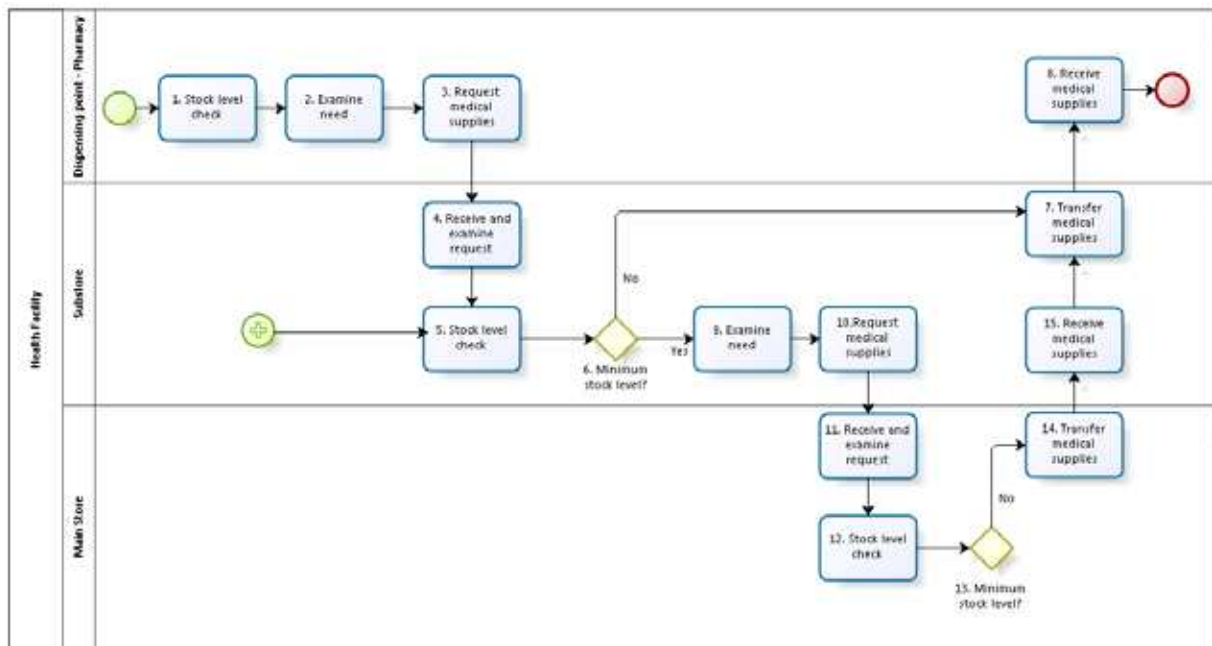 Health Facility
Dispensing point - Pharmacy
1. Stock level
check
2. Examine
need
3. Request
medical
supplies
8. Receive
medical
supplies
Substore
4. Receive and
examine
request
7. Transfer
medical
supplies
No
5. Stock level
check
6. Minimum
stock level?
Yes
9. Examine
need
10.Request
medical
supplies
15. Receive
medical
supplies
Main Store
11. Receive and
examine
request
14. Transfer
medical
supplies
No
12. Stock level
check
13. Minimum
stock level?